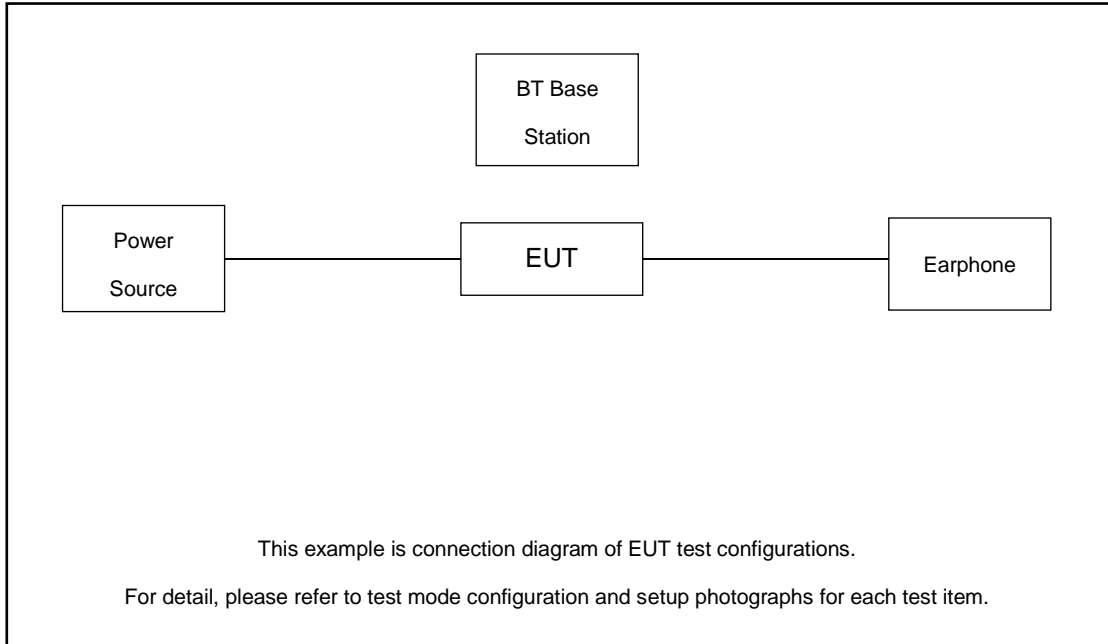 BT Base
Station
Power
Source
EUT
Earphone
This example is connection diagram of EUT test configurations.
For detail, please refer to test mode configuration and setup photographs for each test item.